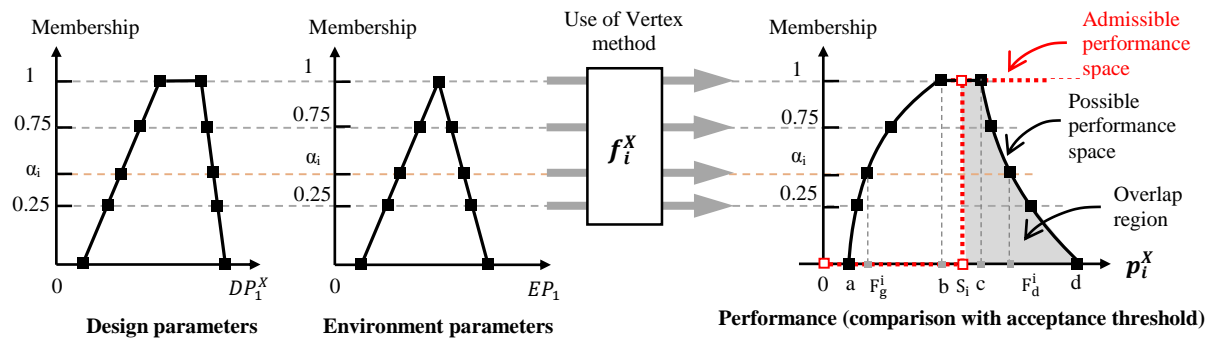 Membership
1
0.75
αi
0.25
0
DP₁ˣ
Design parameters
Membership
1
0.75
αi
0.25
0
EP₁
Environment parameters
Use of Vertex
method
fᵢˣ
Membership
1
0.75
αi
0.25
0
a
Fgⁱ
b
Si
c
Fdⁱ
d
pᵢˣ
Admissible
performance
space
Possible
performance
space
Overlap
region
Performance (comparison with acceptance threshold)